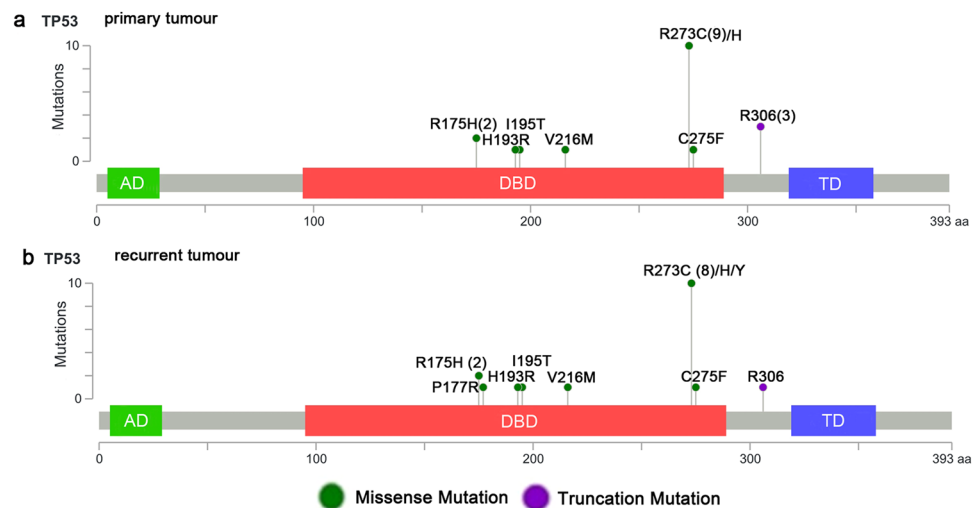 a TP53 primary tumour
R273C(9)/H
10
Mutations
R306(3)
R175H(2) I195T
H193R V216M C275F
0
AD DBD TD
0 100 200 300 393 aa
b TP53 recurrent tumour
R273C (8)/H/Y
10
Mutations
R175H (2) I195T
P177R H193R V216M C275F R306
0
AD DBD TD
0 100 200 300 393 aa
Missense Mutation Truncation Mutation